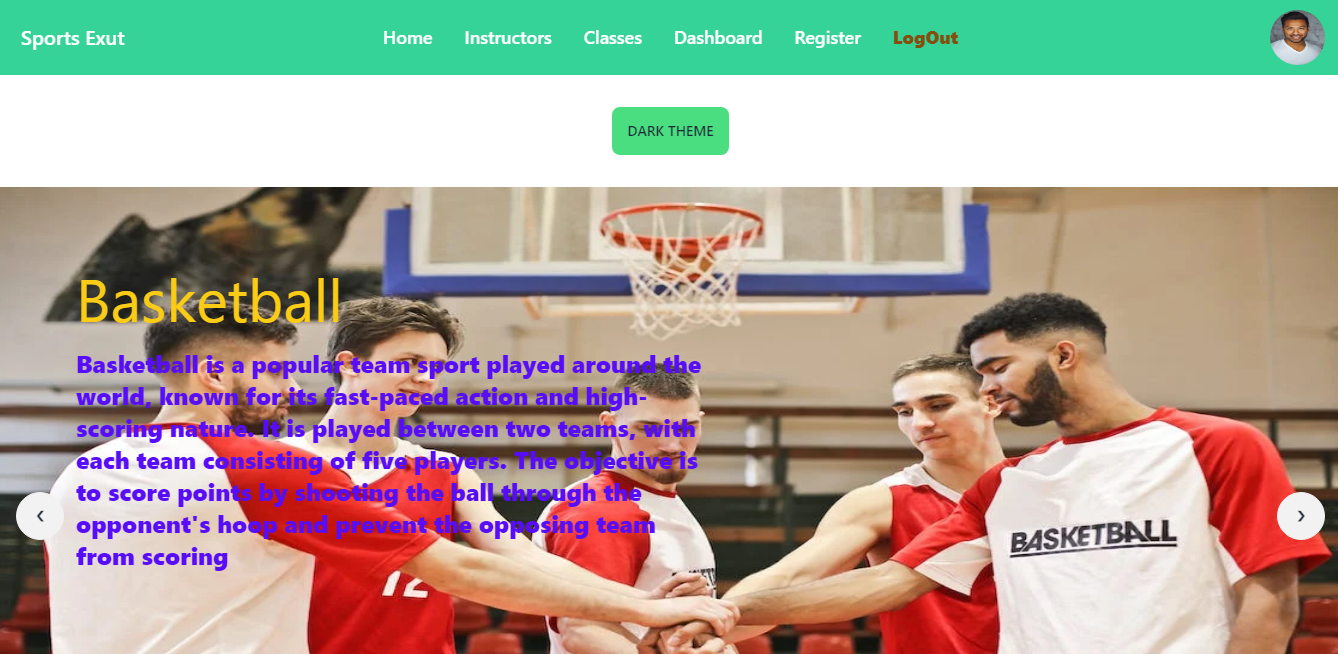 Sports Exut
Home Instructors Classes Dashboard Register LogOut
DARK THEME
Basketball
Basketball is a popular team sport played around the
world, known for its fast-paced action and high-
scoring nature. It is played between two teams, with
each team consisting of five players. The objective is
to score points by shooting the ball through the
opponent's hoop and prevent the opposing team
from scoring
BASKETBALL
12